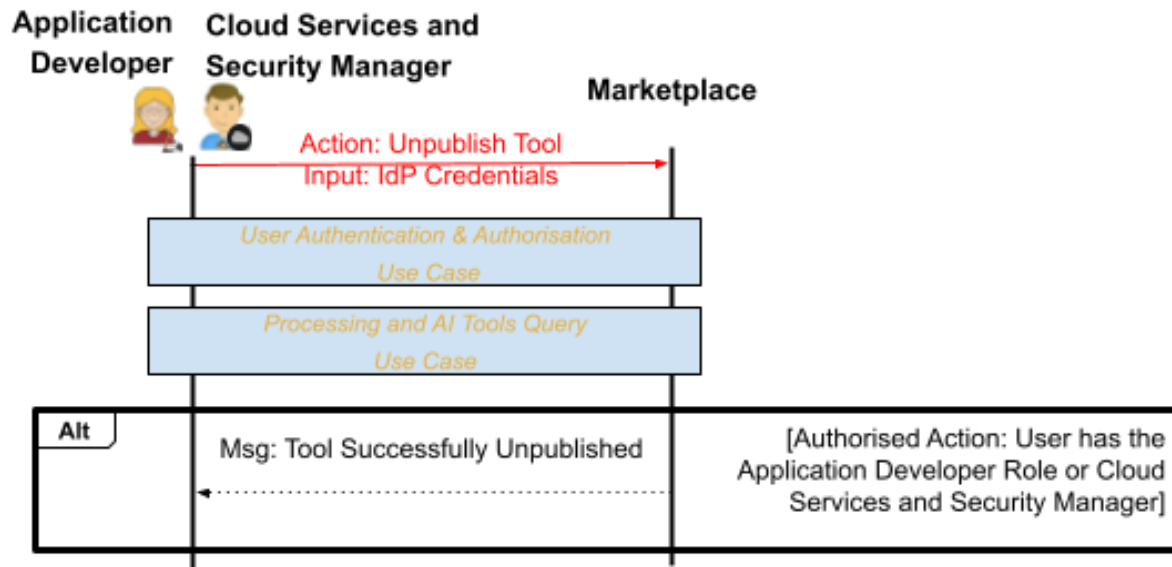 Application
Developer
Cloud Services and
Security Manager
Marketplace
Action: Unpublish Tool
Input: IdP Credentials
User Authentication & Authorisation
Use Case
Processing and AI Tools Query
Use Case
Alt
Msg: Tool Successfully Unpublished
[Authorised Action: User has the
Application Developer Role or Cloud
Services and Security Manager]